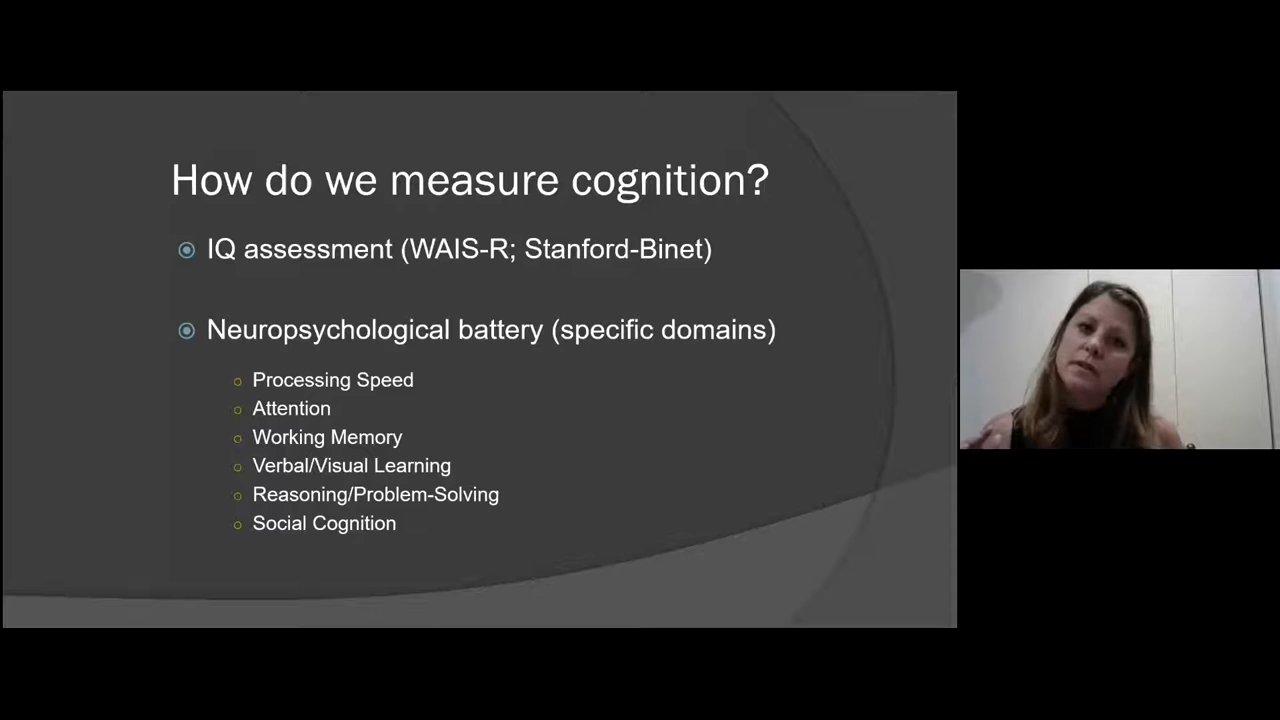 How do we measure cognition?
IQ assessment (WAIS-R; Stanford-Binet)
Neuropsychological battery (specific domains)
Processing Speed
Attention
Working Memory
Verbal/Visual Learning
Reasoning/Problem-Solving
Social Cognition